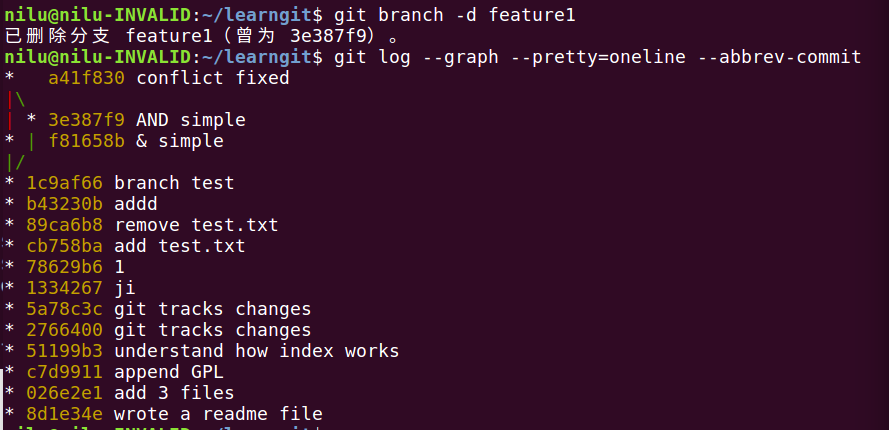 nilu@nilu-INVALID:~/learngit$ git branch -d feature1
已删除分支 feature1（曾为 3e387f9）。
nilu@nilu-INVALID:~/learngit$ git log --graph --pretty=oneline --abbrev-commit
*   a41f830 conflict fixed
|\
| * 3e387f9 AND simple
* | f81658b & simple
|/
* 1c9af66 branch test
* b43230b addd
* 89ca6b8 remove test.txt
* cb758ba add test.txt
* 78629b6 1
* 1334267 ji
* 5a78c3c git tracks changes
* 2766400 git tracks changes
* 51199b3 understand how index works
* c7d9911 append GPL
* 026e2e1 add 3 files
* 8d1e34e wrote a readme file